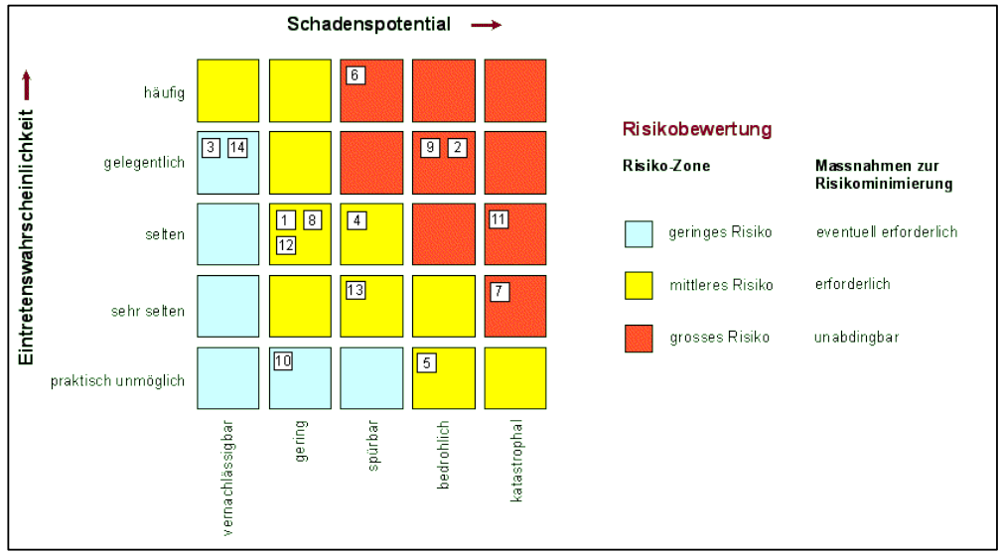 Schadenspotential
Eintretenswahrscheinlichkeit
häufig
6
gelegentlich
3 14
9 2
selten
1 8
12
4
11
sehr selten
13
7
praktisch unmöglich
10
5
vernachlässigbar
gering
spürbar
bedrohlich
katastrophal
Risikobewertung
Risiko-Zone
Massnahmen zur
Risikominimierung
geringes Risiko
eventuell erforderlich
mittleres Risiko
erforderlich
grosses Risiko
unabdingbar